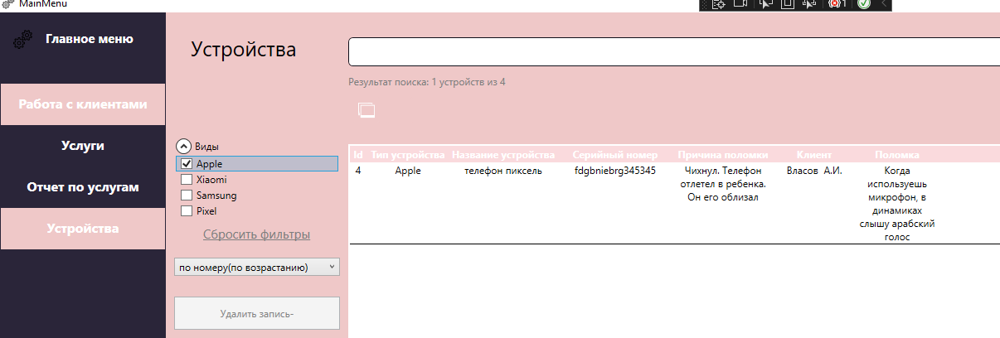 MainMenu
1
Главное меню
Работа с клиентами
Услуги
Отчет по услугам
Устройства
Устройства
Виды
Apple
Xiaomi
Samsung
Pixel
Сбросить фильтры
по номеру(по возрастанию)
Удалить запись-
Результат поиска: 1 устройств из 4
Id Тип устройства Название устройства Серийный номер Причина поломки Клиент Поломка
4 Apple телефон пиксель fdgbniebrg345345 Чихнул. Телефон Власов А.И. Когда
отлетел в ребенка. используешь
Он его облизал микрофон, в
динамиках
слышу арабский
голос